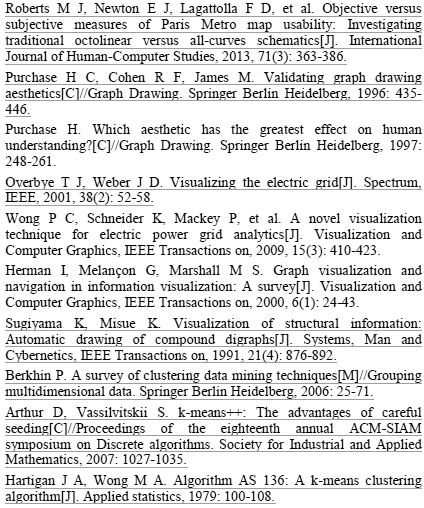 Roberts M J, Newton E J, Lagattolla F D, et al. Objective versus
subjective measures of Paris Metro map usability: Investigating
traditional octolinear versus all-curves schematics[J]. International
Journal of Human-Computer Studies, 2013, 71(3): 363-386.
Purchase H C, Cohen R F, James M. Validating graph drawing
aesthetics[C]//Graph Drawing. Springer Berlin Heidelberg, 1996: 435-
446.
Purchase H. Which aesthetic has the greatest effect on human
understanding?[C]//Graph Drawing. Springer Berlin Heidelberg, 1997:
248-261.
Overbye T J, Weber J D. Visualizing the electric grid[J]. Spectrum,
IEEE, 2001, 38(2): 52-58.
Wong P C, Schneider K, Mackey P, et al. A novel visualization
technique for electric power grid analytics[J]. Visualization and
Computer Graphics, IEEE Transactions on, 2009, 15(3): 410-423.
Herman I, Melançon G, Marshall M S. Graph visualization and
navigation in information visualization: A survey[J]. Visualization and
Computer Graphics, IEEE Transactions on, 2000, 6(1): 24-43.
Sugiyama K, Misue K. Visualization of structural information:
Automatic drawing of compound digraphs[J]. Systems, Man and
Cybernetics, IEEE Transactions on, 1991, 21(4): 876-892.
Berkhin P. A survey of clustering data mining techniques[M]//Grouping
multidimensional data. Springer Berlin Heidelberg, 2006: 25-71.
Arthur D, Vassilvitskii S. k-means++: The advantages of careful
seeding[C]//Proceedings of the eighteenth annual ACM-SIAM
symposium on Discrete algorithms. Society for Industrial and Applied
Mathematics, 2007: 1027-1035.
Hartigan J A, Wong M A. Algorithm AS 136: A k-means clustering
algorithm[J]. Applied statistics, 1979: 100-108.